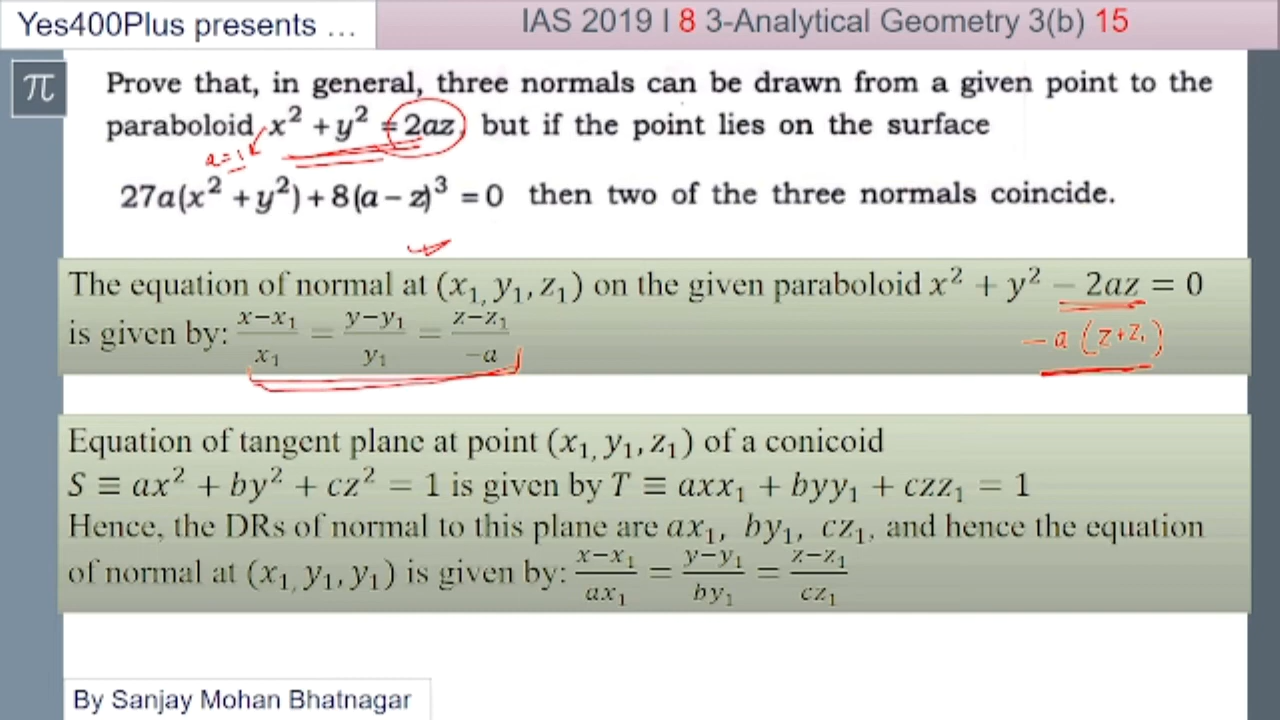 Yes400Plus presents ...
IAS 2019 I 8 3-Analytical Geometry 3(b) 15
π
Prove that, in general, three normals can be drawn from a given point to the
paraboloid x² + y² = 2az, but if the point lies on the surface
a=1
27a(x² + y²) + 8(a − z)³ = 0 then two of the three normals coincide.
The equation of normal at (x₁, y₁, z₁) on the given paraboloid x² + y² − 2az = 0
is given by: (x−x₁)/x₁ = (y−y₁)/y₁ = (z−z₁)/−a
− a (z+z₁)
Equation of tangent plane at point (x₁, y₁, z₁) of a conicoid
S ≡ ax² + by² + cz² = 1 is given by T ≡ axx₁ + byy₁ + czz₁ = 1
Hence, the DRs of normal to this plane are ax₁, by₁, cz₁, and hence the equation
of normal at (x₁, y₁, y₁) is given by: (x−x₁)/ax₁ = (y−y₁)/by₁ = (z−z₁)/cz₁
By Sanjay Mohan Bhatnagar